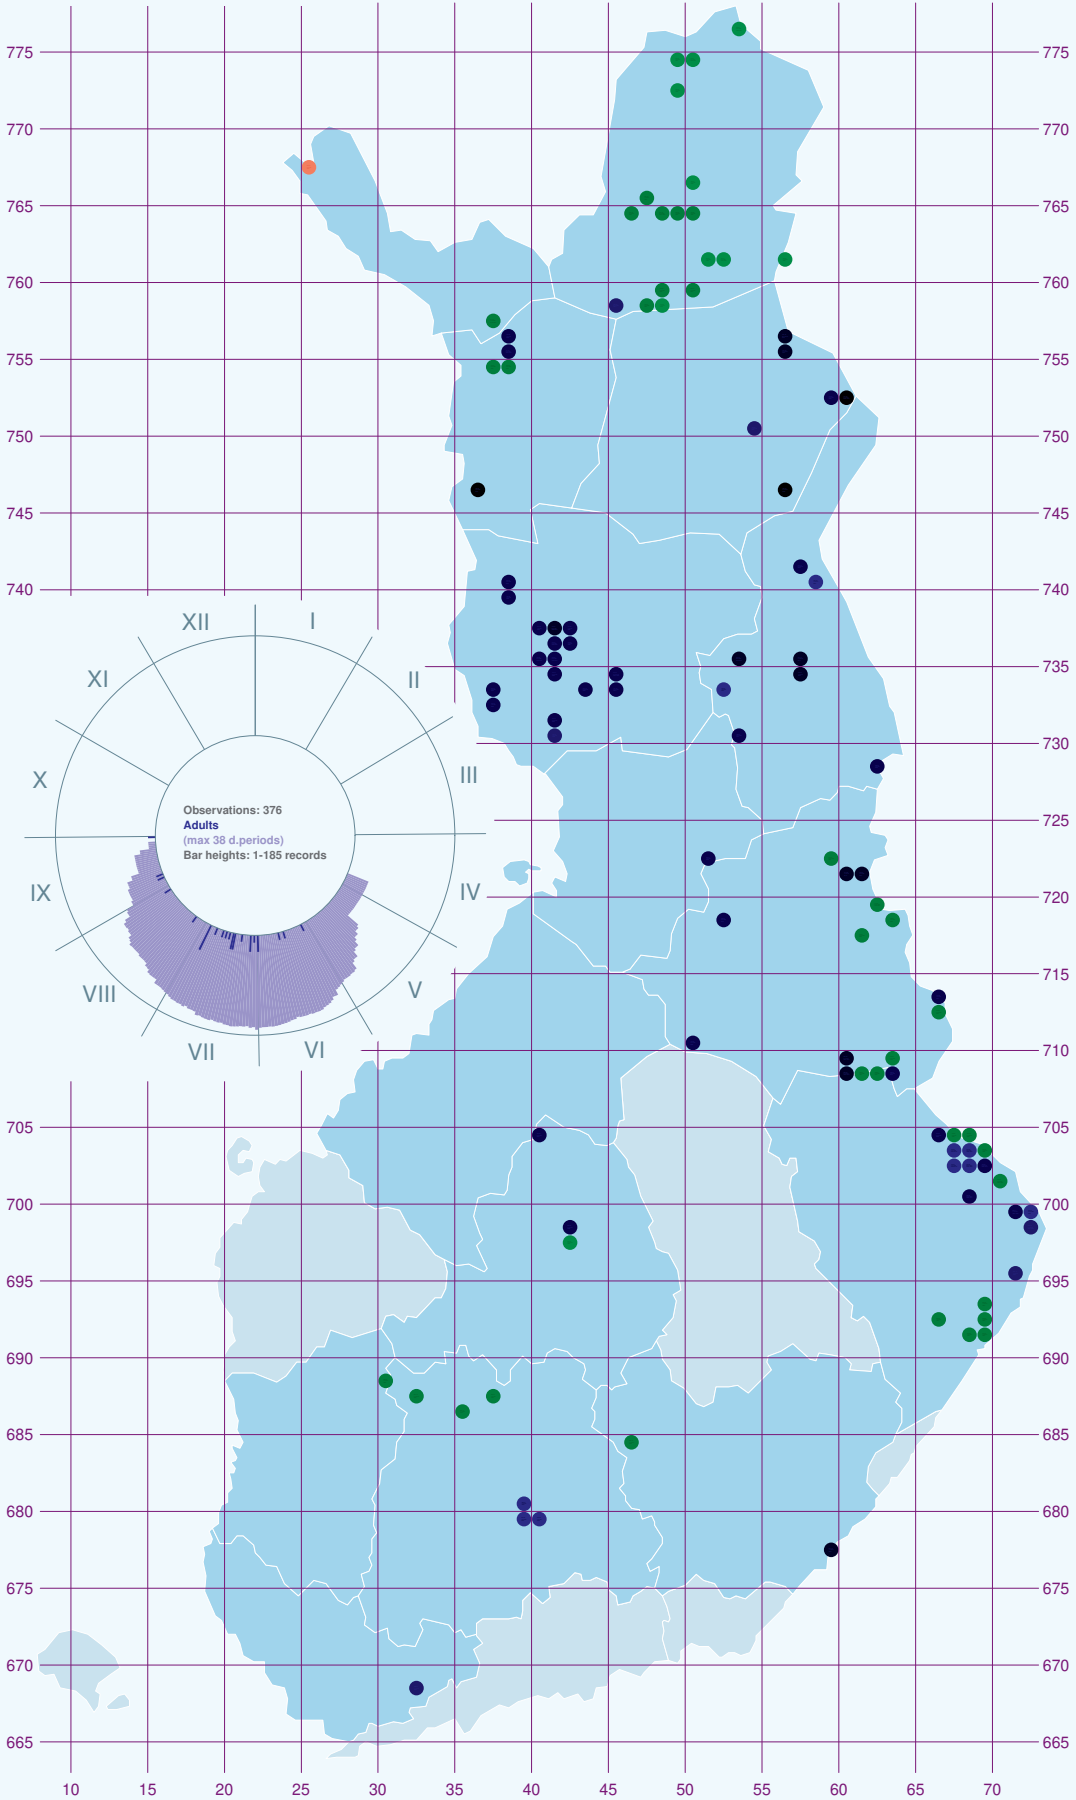 775 775
770 770
765 765
760 760
755 755
750 750
745 745
740 740
XII I
XI II
735
X III
730
Observations: 376
Adults
(max 38 d.periods)
Bar heights: 1-185 records
725
IX IV
720
VIII V
715
VII VI
710
705 705
700 700
695 695
690 690
685 685
680 680
675 675
670 670
665 665
10 15 20 25 30 35 40 45 50 55 60 65 70